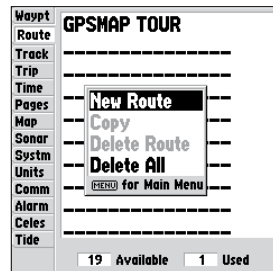 Waypt
Route
Track
Trip
Time
Pages
Map
Sonar
Systm
Units
Comm
Alarm
Celes
Tide
GPSMAP TOUR
New Route
Copy
Delete Route
Delete All
MENU for Main Menu
19 Available 1 Used